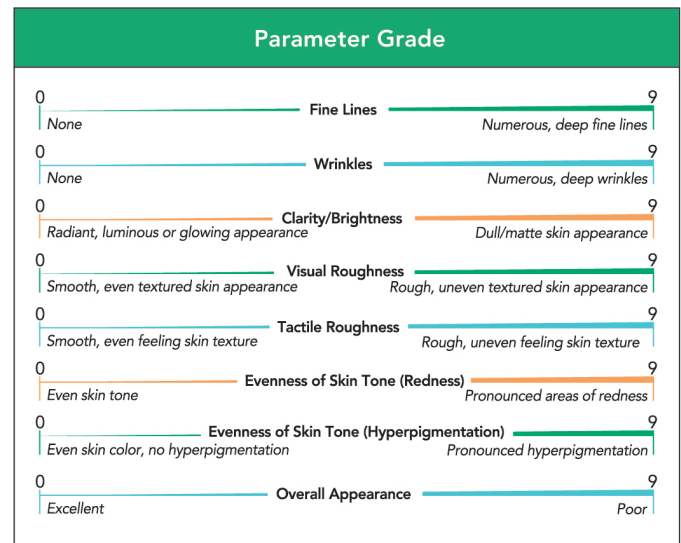 Parameter Grade
0 Fine Lines 9
None Numerous, deep fine lines
0 Wrinkles 9
None Numerous, deep wrinkles
0 Clarity/Brightness 9
Radiant, luminous or glowing appearance Dull/matte skin appearance
0 Visual Roughness 9
Smooth, even textured skin appearance Rough, uneven textured skin appearance
0 Tactile Roughness 9
Smooth, even feeling skin texture Rough, uneven feeling skin texture
0 Evenness of Skin Tone (Redness) 9
Even skin tone Pronounced areas of redness
0 Evenness of Skin Tone (Hyperpigmentation) 9
Even skin color, no hyperpigmentation Pronounced hyperpigmentation
0 Overall Appearance 9
Excellent Poor